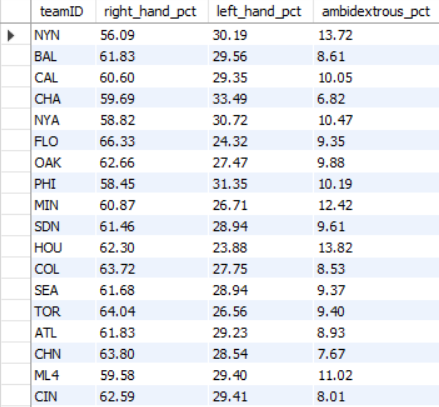 teamID right_hand_pct left_hand_pct ambidextrous_pct
NYN 56.09 30.19 13.72
BAL 61.83 29.56 8.61
CAL 60.60 29.35 10.05
CHA 59.69 33.49 6.82
NYA 58.82 30.72 10.47
FLO 66.33 24.32 9.35
OAK 62.66 27.47 9.88
PHI 58.45 31.35 10.19
MIN 60.87 26.71 12.42
SDN 61.46 28.94 9.61
HOU 62.30 23.88 13.82
COL 63.72 27.75 8.53
SEA 61.68 28.94 9.37
TOR 64.04 26.56 9.40
ATL 61.83 29.23 8.93
CHN 63.80 28.54 7.67
ML4 59.58 29.40 11.02
CIN 62.59 29.41 8.01